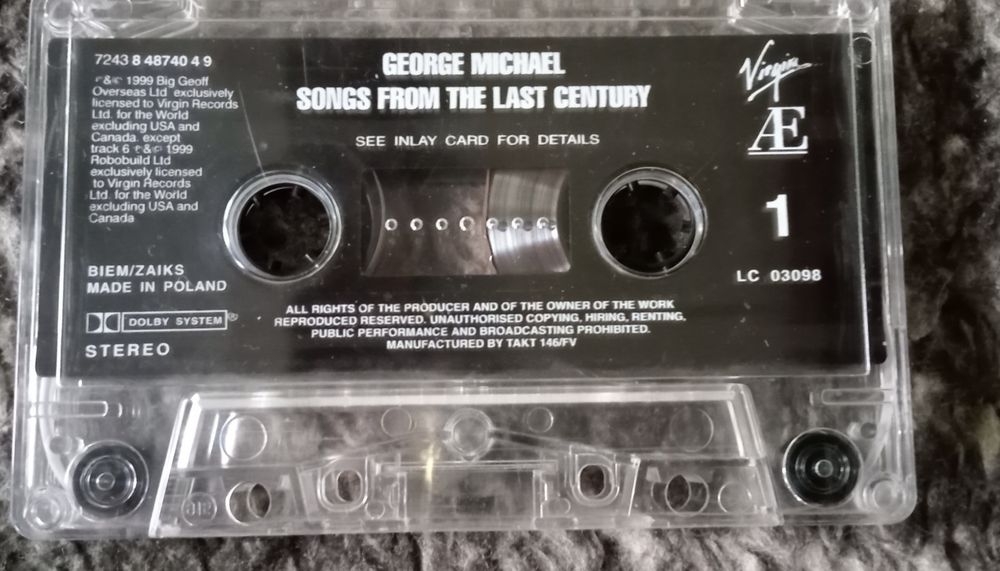 7243 8 48740 4 9
℗&© 1999 Big Geoff
Overseas Ltd exclusively
licensed to Virgin Records
Ltd. for the World
excluding USA and
Canada. except
track 6 ℗&© 1999
Robobuild Ltd
exclusively licensed
to Virgin Records
Ltd. for the World
excluding USA and
Canada
GEORGE MICHAEL
SONGS FROM THE LAST CENTURY
SEE INLAY CARD FOR DETAILS
Virgin
Æ
1
LC 03098
BIEM/ZAIKS
MADE IN POLAND
DOLBY SYSTEM®
STEREO
ALL RIGHTS OF THE PRODUCER AND OF THE OWNER OF THE WORK
REPRODUCED RESERVED. UNAUTHORISED COPYING, HIRING, RENTING,
PUBLIC PERFORMANCE AND BROADCASTING PROHIBITED.
MANUFACTURED BY TAKT 146/FV